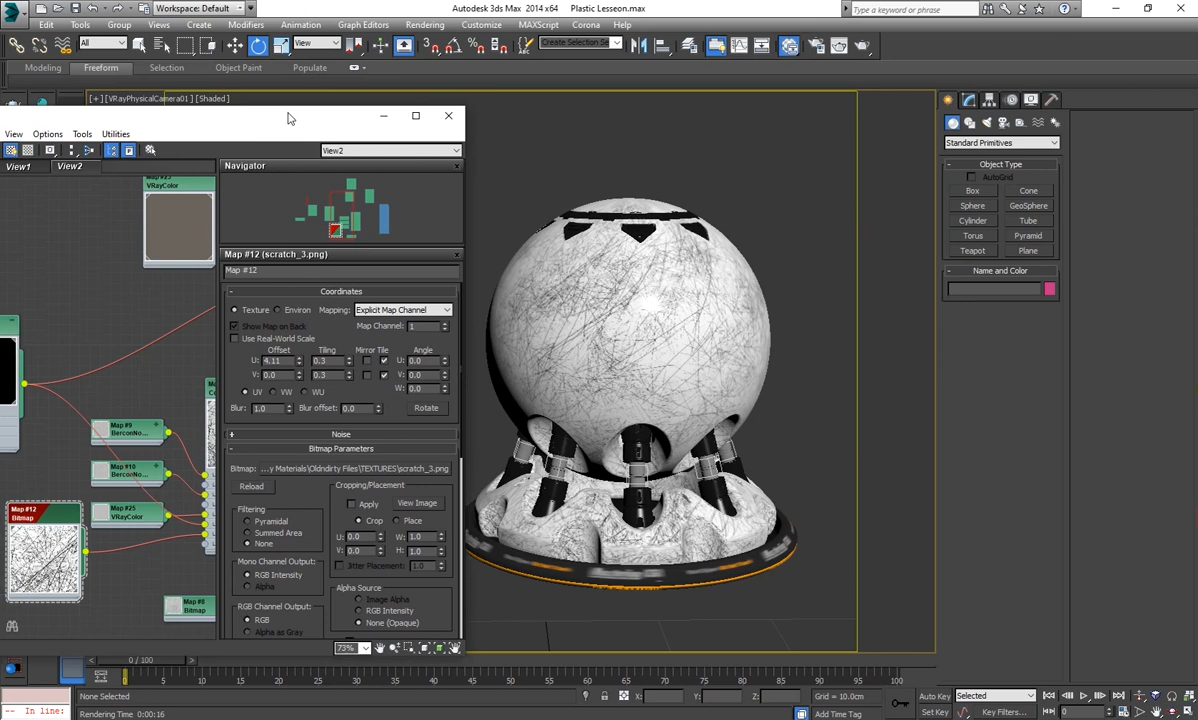 Workspace: Default
Autodesk 3ds Max 2014 x64
Plastic Lesseon.max
Type a keyword or phrase
Edit Tools Group Views Create Modifiers Animation Graph Editors Rendering Customize MAXScript Corona Help
All
View
Create Selection Se
Modeling Freeform Selection Object Paint Populate
[+] [VRayPhysicalCamera01] [Shaded]
View Options Tools Utilities
View2
View1 View2
Navigator
VRayColor
Map #12 (scratch_3.png)
Map #12
Coordinates
Texture Environ Mapping: Explicit Map Channel
Show Map on Back Map Channel: 1
Use Real-World Scale
Offset Tiling Mirror Tile Angle
U: 4.11 0.3 U: 0.0
V: 0.0 0.3 V: 0.0
W: 0.0
UV VW WU
Blur: 1.0 Blur offset: 0.0 Rotate
Noise
Bitmap Parameters
Bitmap: ...y Materials\Oldndirty Files\TEXTURES\scratch_3.png
Reload
Cropping/Placement
Apply View Image
Crop Place
U: 0.0 W: 1.0
V: 0.0 H: 1.0
Jitter Placement: 1.0
Filtering
Pyramidal
Summed Area
None
Mono Channel Output:
RGB Intensity
Alpha
RGB Channel Output:
RGB
Alpha as Gray
Alpha Source
Image Alpha
RGB Intensity
None (Opaque)
Map #9
BerconNo...
Map #10
BerconNo...
Map #25
VRayColor
Map #12
Bitmap
Map #8
Bitmap
73%
Standard Primitives
Object Type
AutoGrid
Box Cone
Sphere GeoSphere
Cylinder Tube
Torus Pyramid
Teapot Plane
Name and Color
0 / 100
0 5 10 15 20 25 30 35 40 45 50 55 60 65 70 75 80 85 90 95 100
None Selected
X: Y: Z:
Grid = 10.0cm
Auto Key Selected
In line:
Rendering Time 0:00:16
Add Time Tag
Set Key Key Filters...
0